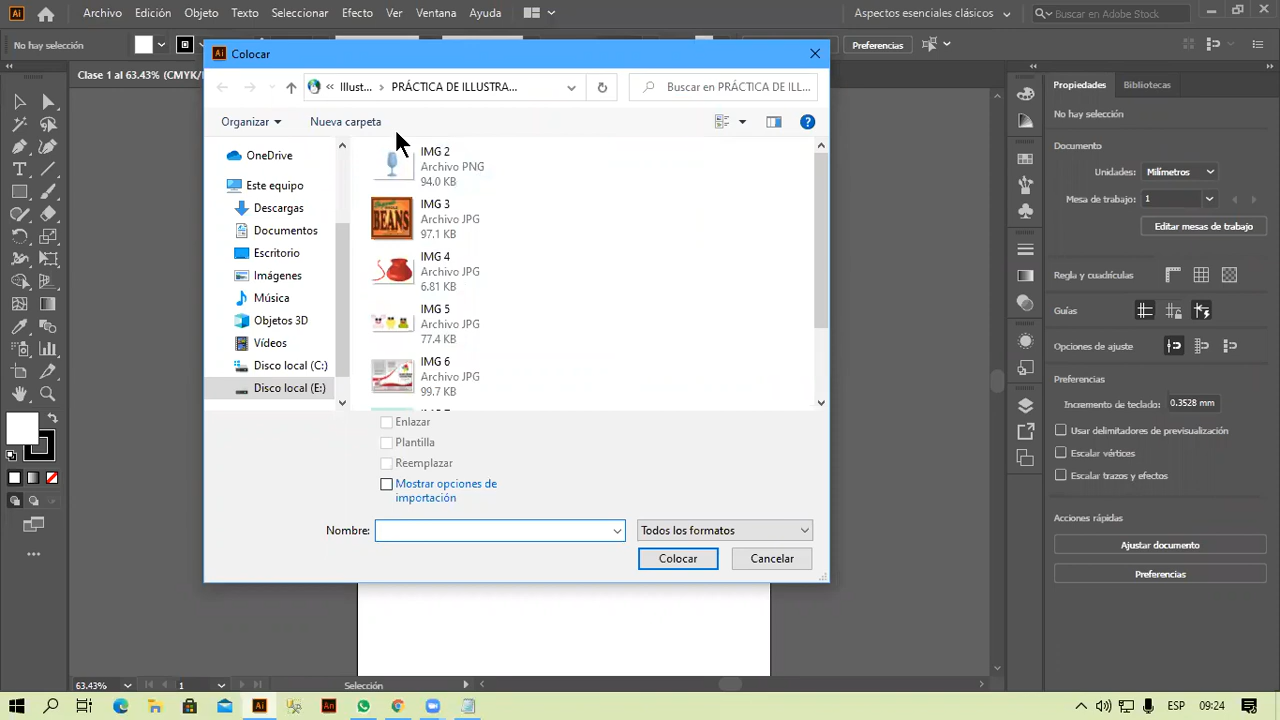 Ai Archivo Edición Objeto Texto Seleccionar Efecto Ver Ventana Ayuda Aspectos esenciales clásicos Buscar en Adobe Stock
No hay selección Preferencias
Clase 1 al 63.43% (CMYK/
Ai Colocar
« Illust... > PRÁCTICA DE ILLUSTRA... Buscar en PRÁCTICA DE ILL...
Organizar Nueva carpeta
OneDrive
Este equipo
Descargas
Documentos
Escritorio
Imágenes
Música
Objetos 3D
Vídeos
Disco local (C:)
Disco local (E:)
IMG 2
Archivo PNG
94.0 KB
IMG 3
Archivo JPG
97.1 KB
BEANS
IMG 4
Archivo JPG
6.81 KB
IMG 5
Archivo JPG
77.4 KB
IMG 6
Archivo JPG
99.7 KB
Enlazar
Plantilla
Reemplazar
Mostrar opciones de
importación
Nombre: Todos los formatos
Colocar Cancelar
Propiedades Bibliotecas
No hay selección
Documento
Unidades: Milímetros
Mesa de trabajo: 1
Editar mesas de trabajo
Regla y cuadrículas
Guías
Opciones de ajuste
Preferencias
Incremento de teclado: 0.3528 mm
Usar delimitadores de previsualización
Escalar vértices
Escalar trazos y efectos
Acciones rápidas
Ajustar documento
Preferencias
63.43% 1 Selección
Ai An ESP 09:24